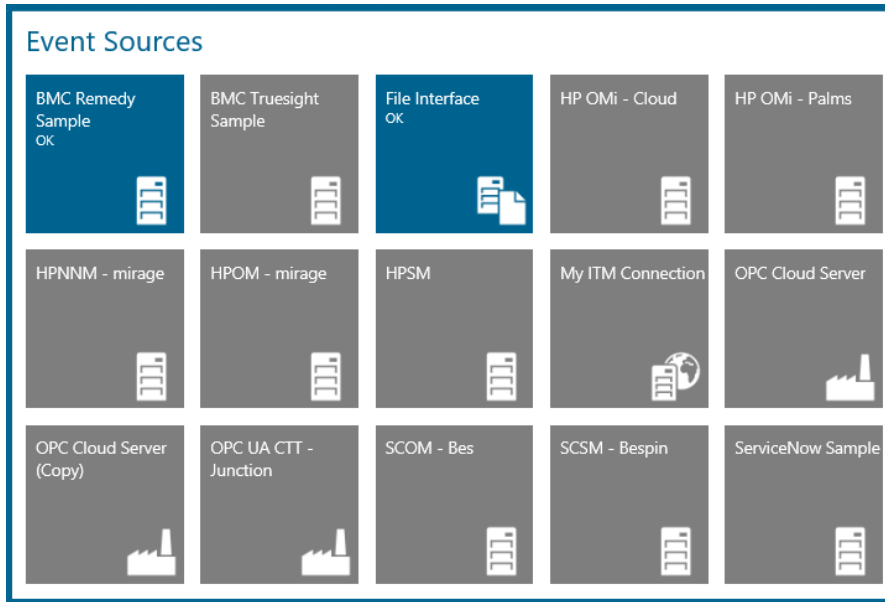 Event Sources
BMC Remedy
Sample
OK
BMC Truesight
Sample
File Interface
OK
HP OMi - Cloud
HP OMi - Palms
HPNNM - mirage
HPOM - mirage
HPSM
My ITM Connection
OPC Cloud Server
OPC Cloud Server
(Copy)
OPC UA CTT -
Junction
SCOM - Bes
SCSM - Bespin
ServiceNow Sample